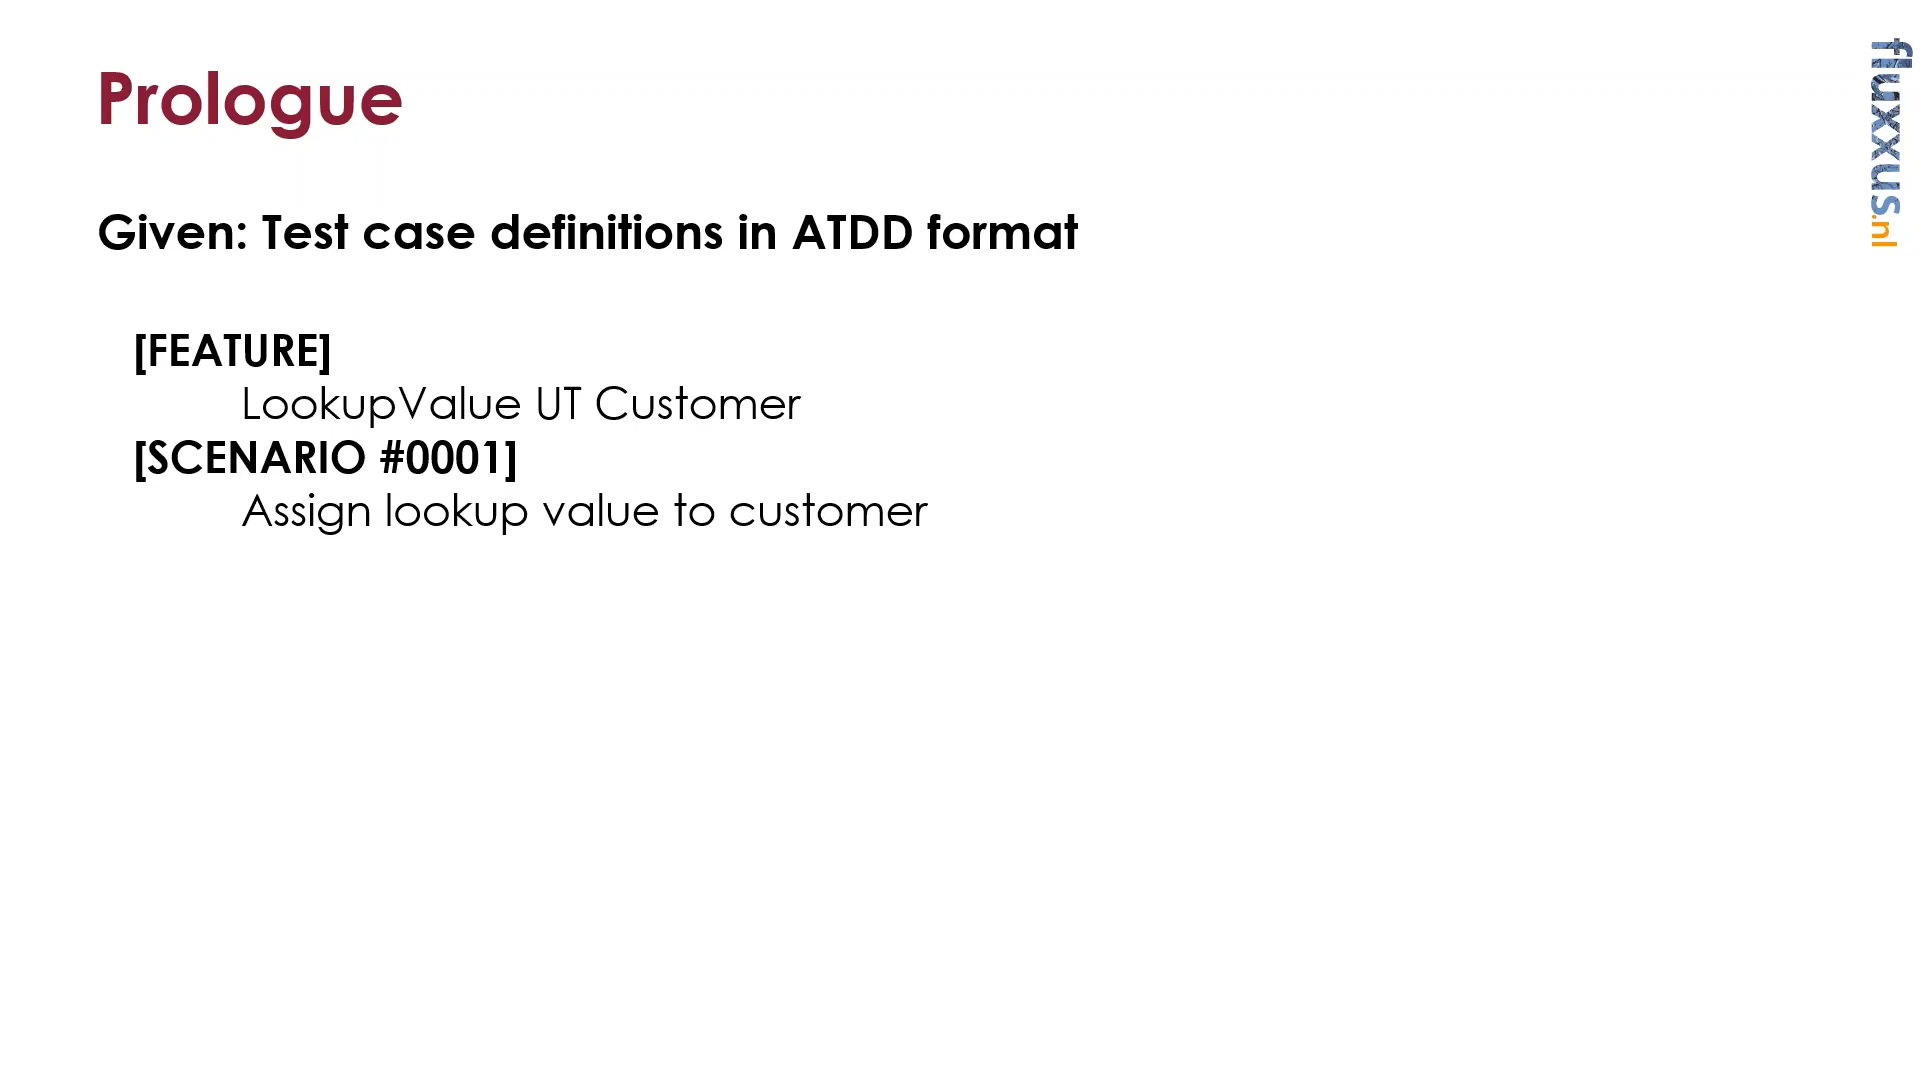 Prologue
fluxxus.nl
Given: Test case definitions in ATDD format
[FEATURE]
LookupValue UT Customer
[SCENARIO #0001]
Assign lookup value to customer